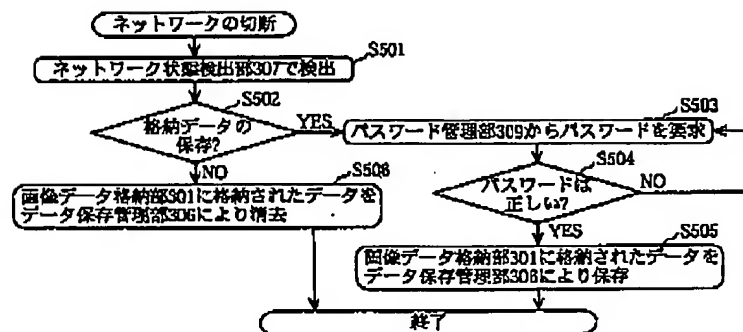 ネットワークの切断
S501
ネットワーク状態検出部307で検出
S502
格納データの
保存?
YES
NO
S503
パスワード管理部309からパスワードを要求
S504
パスワードは
正しい?
NO
YES
S506
画像データ格納部301に格納されたデータを
データ保存管理部306により消去
S505
画像データ格納部301に格納されたデータを
データ保存管理部306により保存
終了